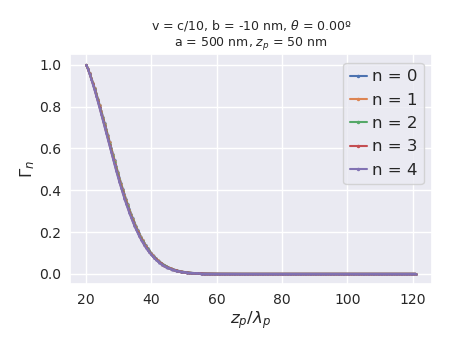 v = c/10, b = -10 nm, θ = 0.00º
a = 500 nm, z_p = 50 nm
1.0
0.8
0.6
0.4
0.2
0.0
Γ_n
n = 0
n = 1
n = 2
n = 3
n = 4
20 40 60 80 100 120
z_p/λ_p